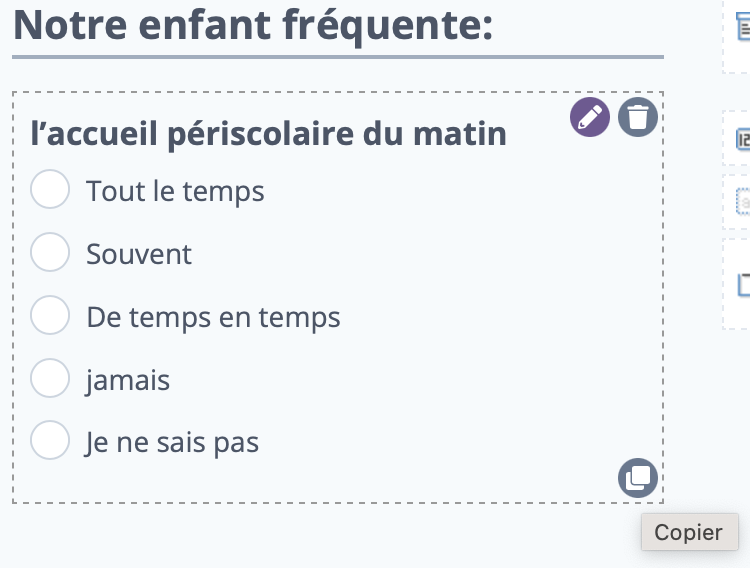 Notre enfant fréquente:
l’accueil périscolaire du matin
Tout le temps
Souvent
De temps en temps
jamais
Je ne sais pas
Copier